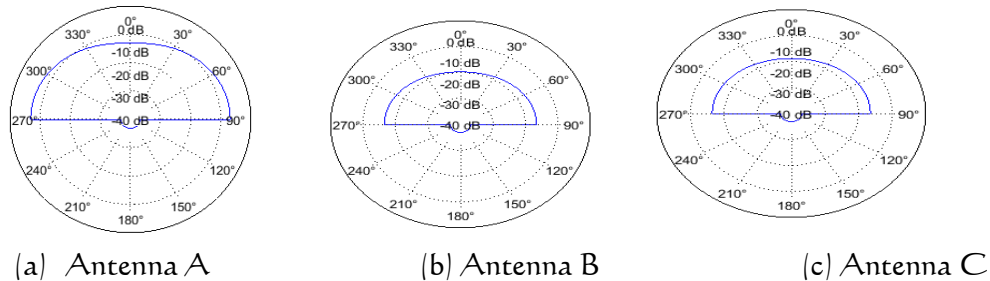 0°
330° 0 dB 30°
-10 dB
300° -20 dB 60°
-30 dB
270° -40 dB 90°
240° 120°
210° 150°
180°
(a) Antenna A
0°
330° 0 dB 30°
-10 dB
300° -20 dB 60°
-30 dB
270° -40 dB 90°
240° 120°
210° 150°
180°
(b) Antenna B
0°
330° 0 dB 30°
-10 dB
300° -20 dB 60°
-30 dB
270° -40 dB 90°
240° 120°
210° 150°
180°
(c) Antenna C